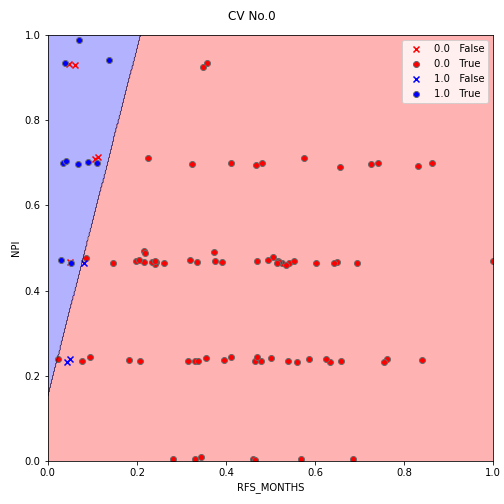 CV No.0
1.0
0.8
0.6
0.4
0.2
0.0
NPI
0.0 False
0.0 True
1.0 False
1.0 True
0.0 0.2 0.4 0.6 0.8 1.0
RFS_MONTHS